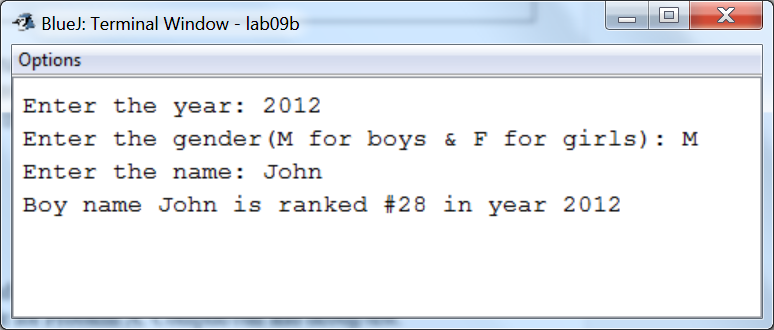 BlueJ: Terminal Window - lab09b
Options
Enter the year: 2012
Enter the gender(M for boys & F for girls): M
Enter the name: John
Boy name John is ranked #28 in year 2012